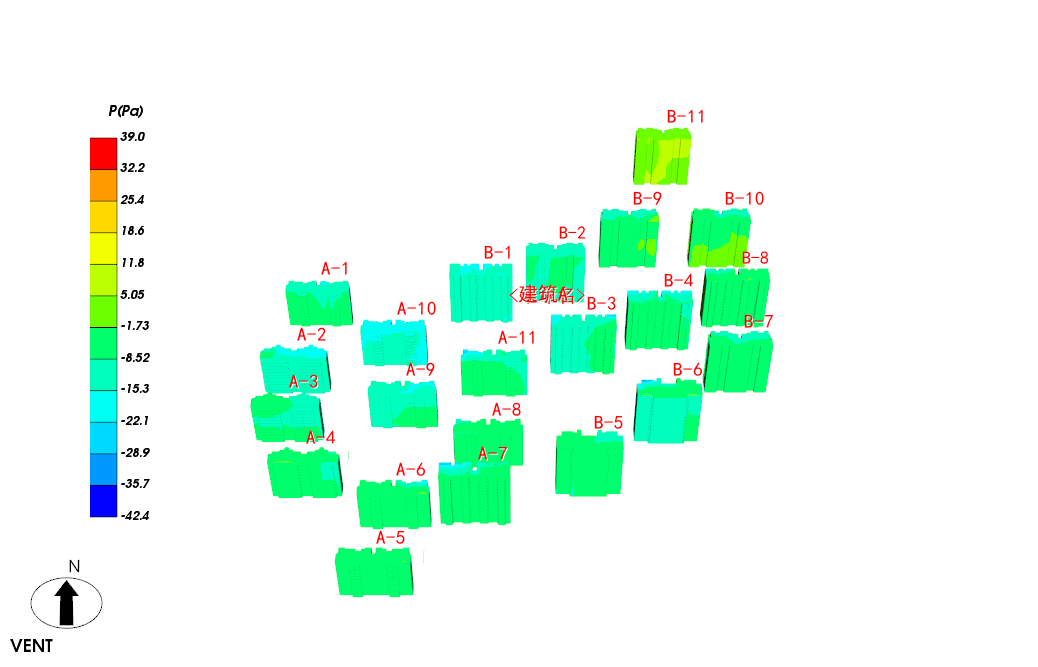 P(Pa)
39.0
32.2
25.4
18.6
11.8
5.05
-1.73
-8.52
-15.3
-22.1
-28.9
-35.7
-42.4
B-11
B-9
B-10
B-2
B-1
B-8
A-1
B-4
<建筑名>
B-3
A-10
B-7
A-2
A-11
A-9
B-6
A-3
A-8
B-5
A-4
A-7
A-6
A-5
N
VENT